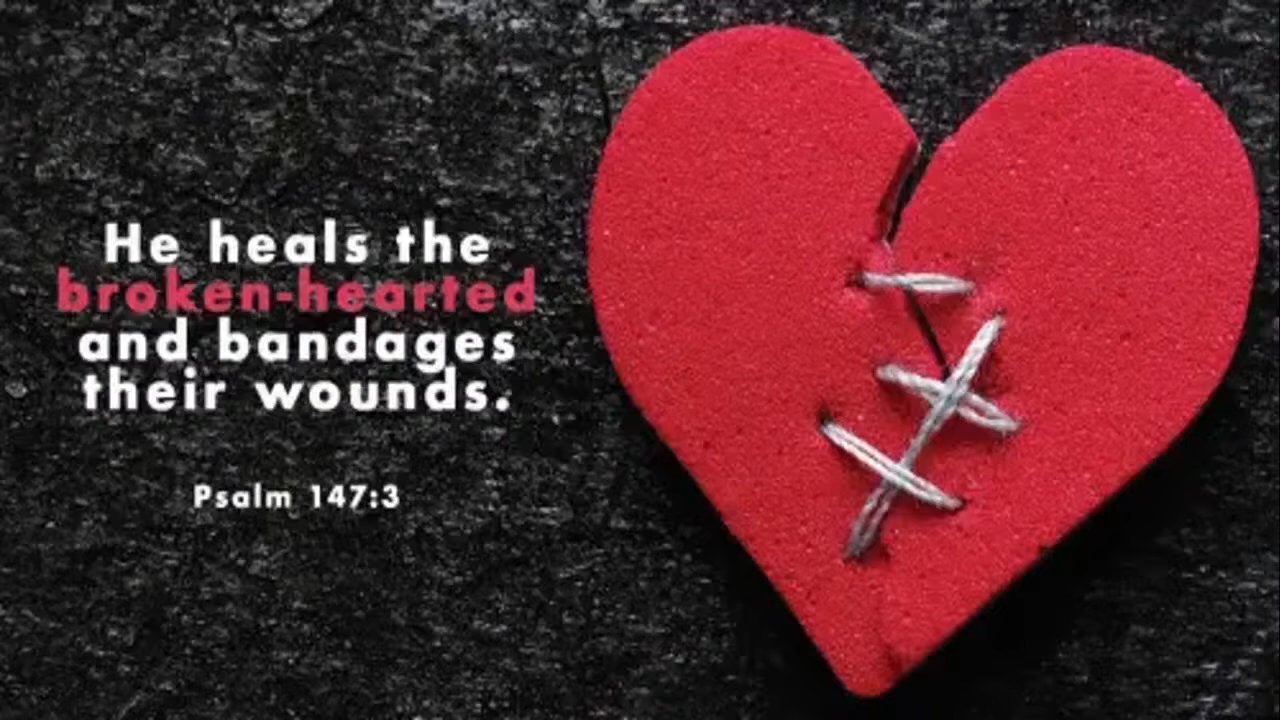 He heals the
broken-hearted
and bandages
their wounds.
Psalm 147:3